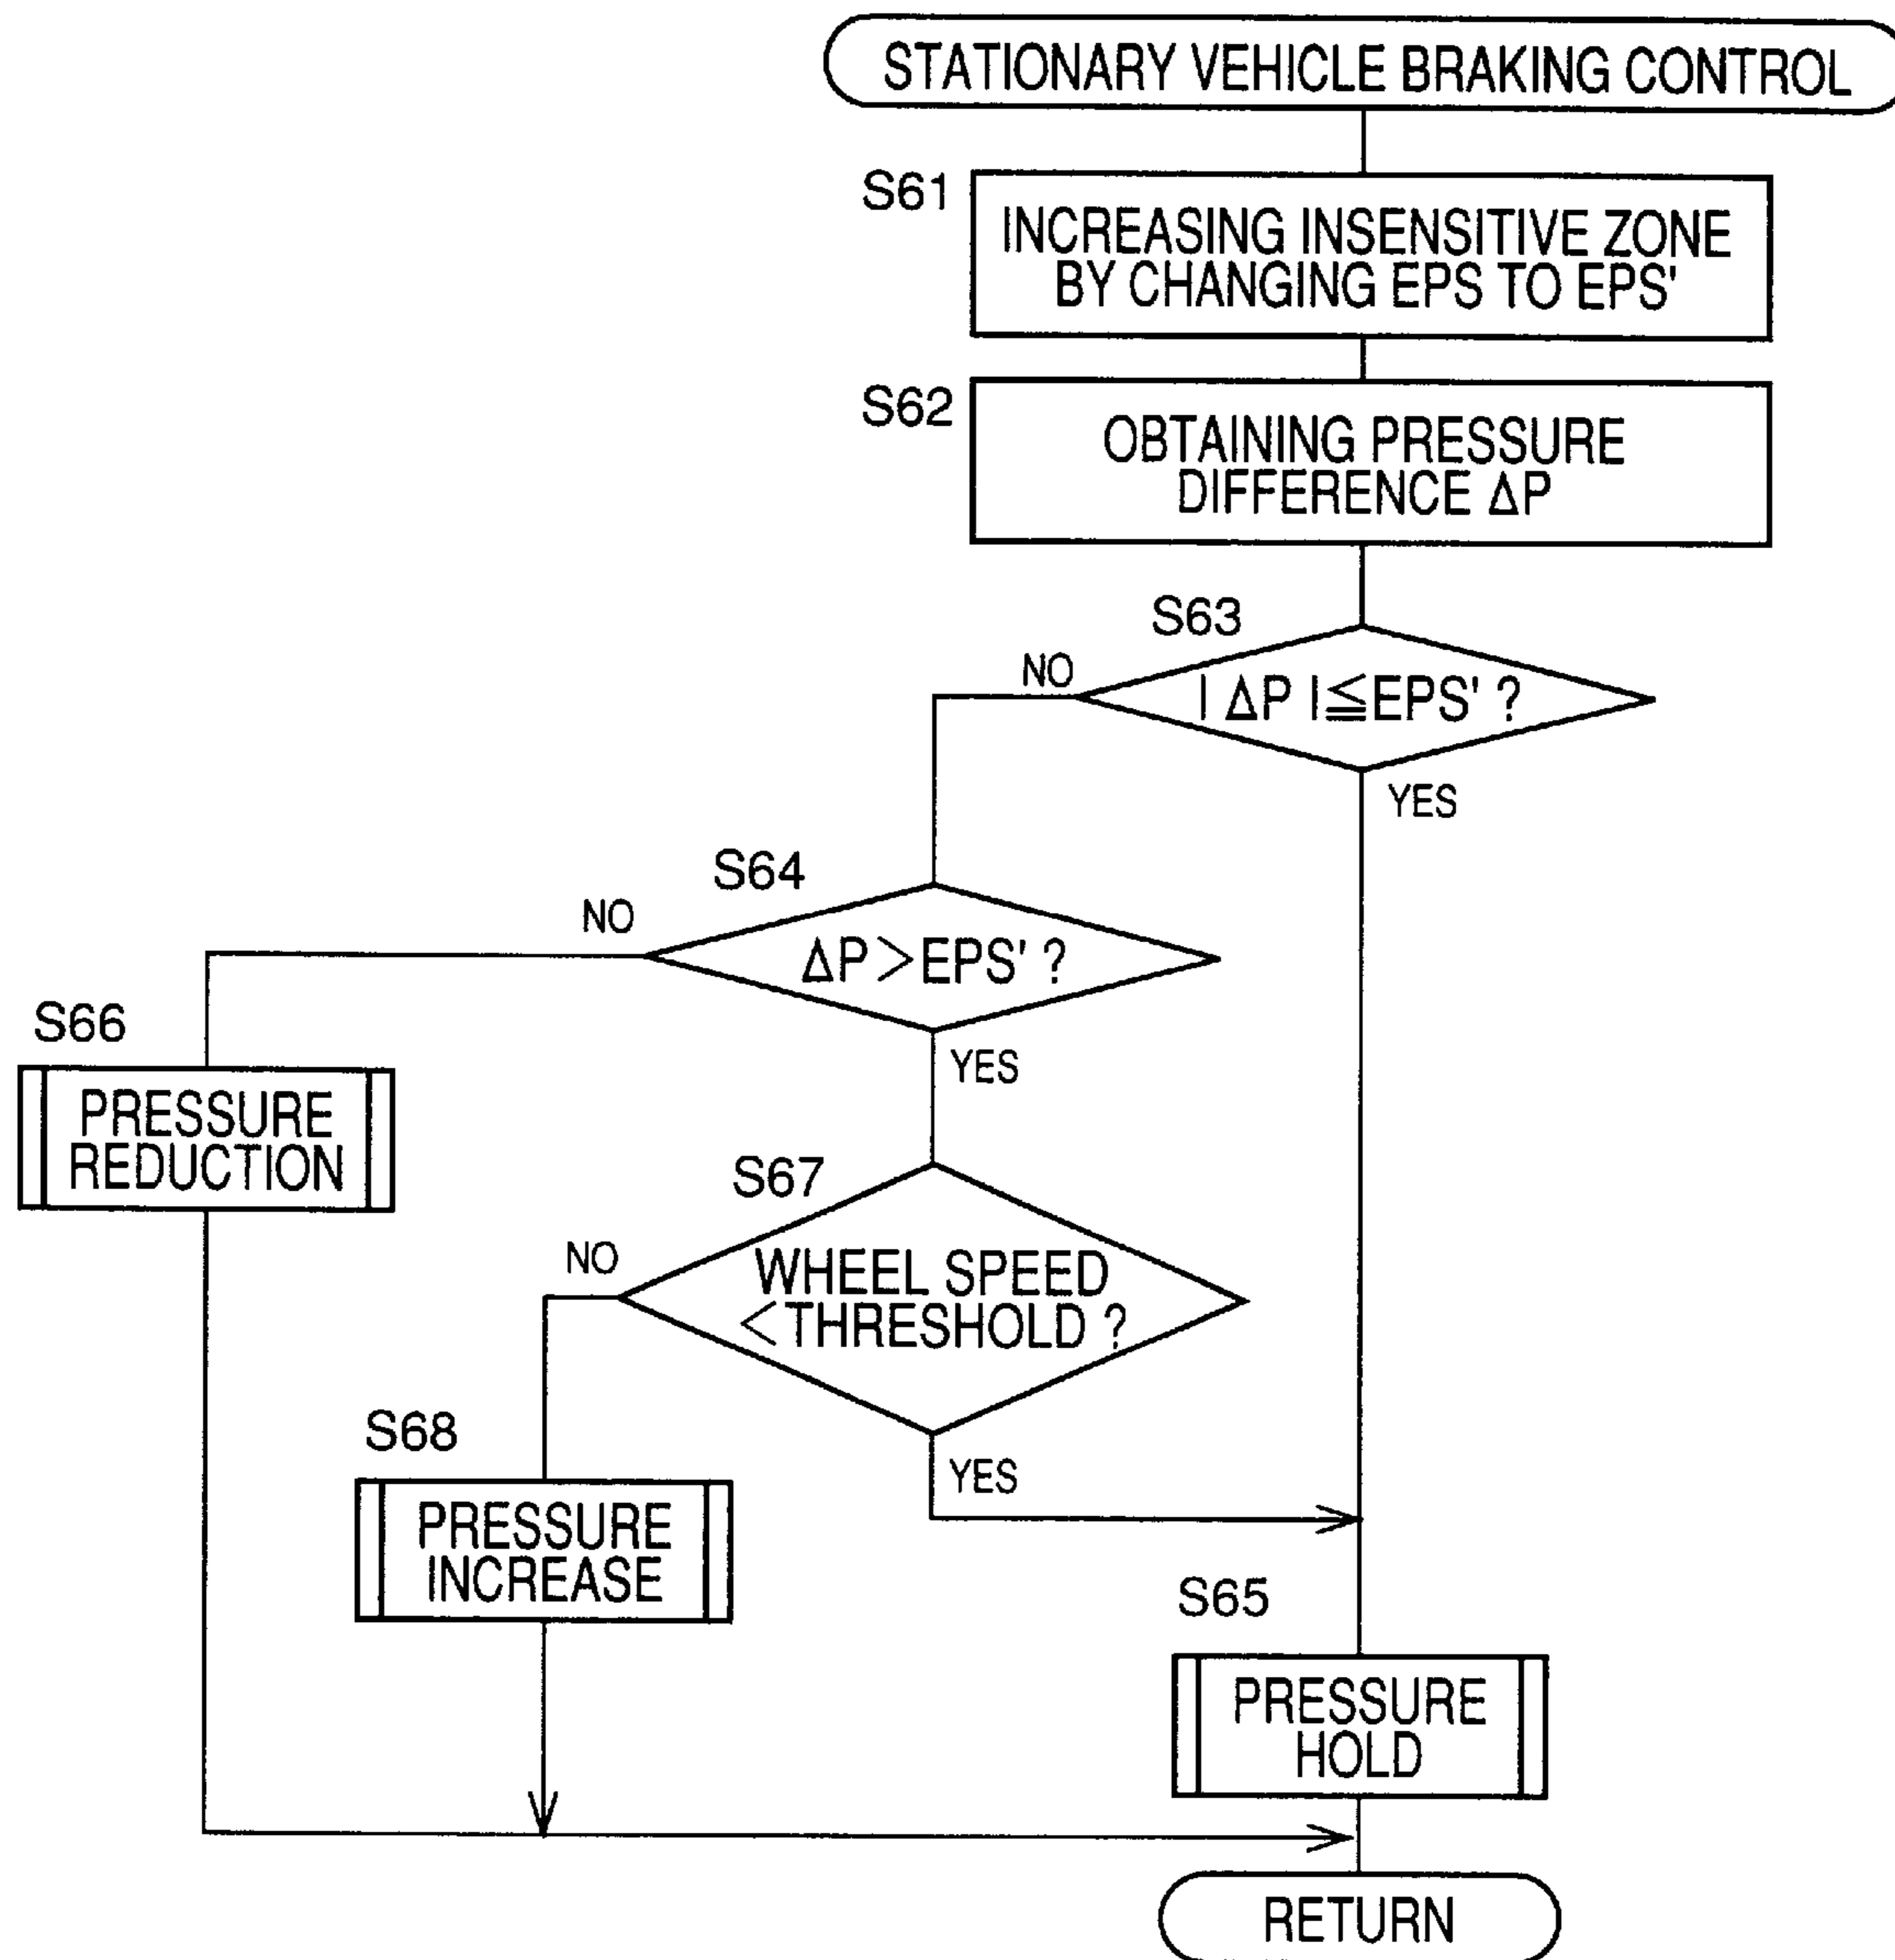 STATIONARY VEHICLE BRAKING CONTROL
S61
INCREASING INSENSITIVE ZONE
BY CHANGING EPS TO EPS'
S62
OBTAINING PRESSURE
DIFFERENCE ΔP
S63
NO
| ΔP |≦EPS' ?
YES
S64
NO
ΔP>EPS' ?
YES
S66
PRESSURE
REDUCTION
S67
NO
WHEEL SPEED
<THRESHOLD ?
YES
S68
PRESSURE
INCREASE
S65
PRESSURE
HOLD
RETURN